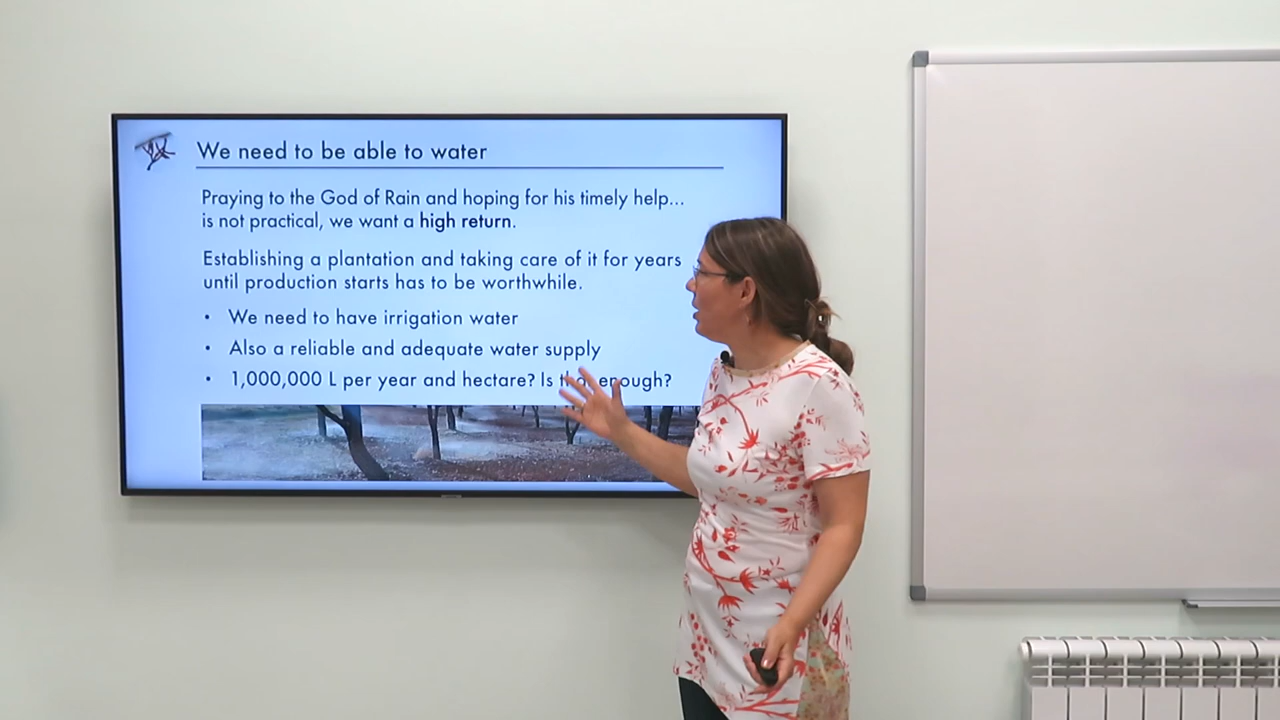 We need to be able to water
Praying to the God of Rain and hoping for his timely help...
is not practical, we want a high return.
Establishing a plantation and taking care of it for years
until production starts has to be worthwhile.
• We need to have irrigation water
• Also a reliable and adequate water supply
• 1,000,000 L per year and hectare? Is that enough?